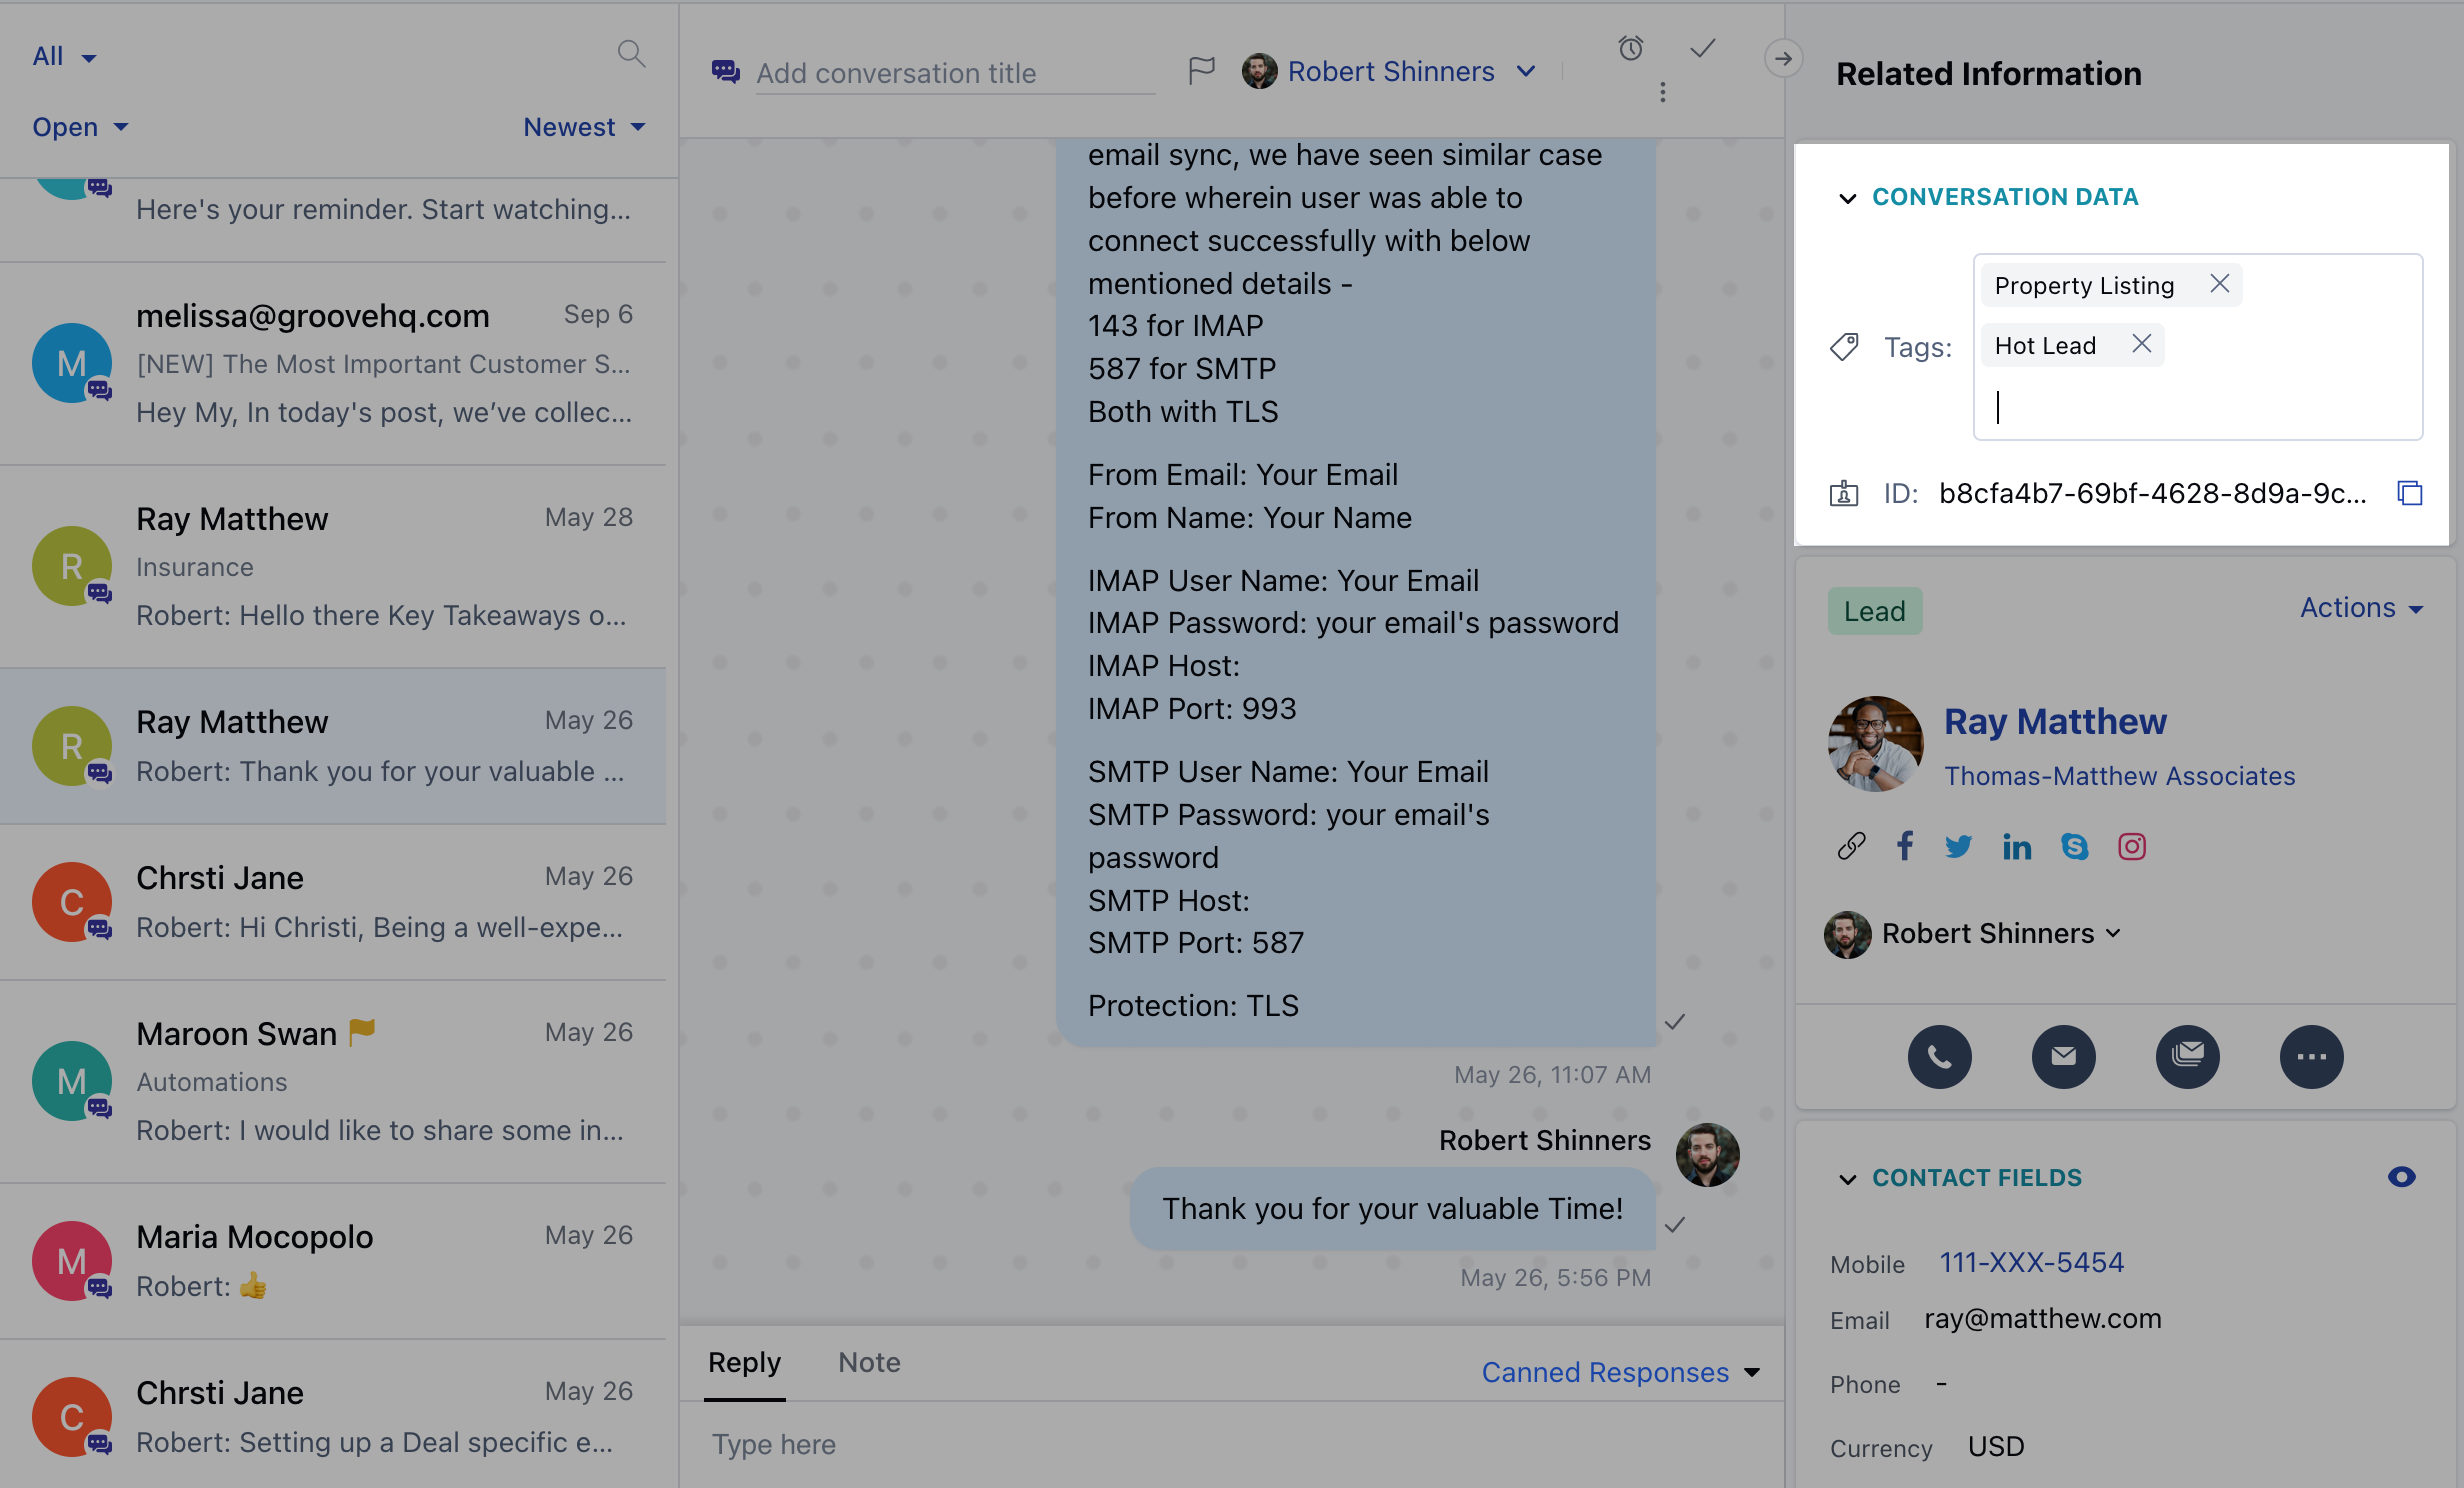 All
Open
Newest
Here's your reminder. Start watching...
melissa@groovehq.com
Sep 6
[NEW] The Most Important Customer S...
Hey My, In today's post, we’ve collec...
M
Ray Matthew
May 28
Insurance
Robert: Hello there Key Takeaways o...
R
Ray Matthew
May 26
Robert: Thank you for your valuable ...
R
Chrsti Jane
May 26
Robert: Hi Christi, Being a well-expe...
C
Maroon Swan
May 26
Automations
Robert: I would like to share some in...
M
Maria Mocopolo
May 26
Robert: 👍
M
Chrsti Jane
May 26
Robert: Setting up a Deal specific e...
C
Add conversation title
Robert Shinners
email sync, we have seen similar case
before wherein user was able to
connect successfully with below
mentioned details -
143 for IMAP
587 for SMTP
Both with TLS
From Email: Your Email
From Name: Your Name
IMAP User Name: Your Email
IMAP Password: your email's password
IMAP Host:
IMAP Port: 993
SMTP User Name: Your Email
SMTP Password: your email's
password
SMTP Host:
SMTP Port: 587
Protection: TLS
May 26, 11:07 AM
Robert Shinners
Thank you for your valuable Time!
May 26, 5:56 PM
Reply
Note
Canned Responses
Type here
Related Information
CONVERSATION DATA
Tags:
Property Listing
Hot Lead
ID: b8cfa4b7-69bf-4628-8d9a-9c...
Lead
Actions
Ray Matthew
Thomas-Matthew Associates
Robert Shinners
CONTACT FIELDS
Mobile 111-XXX-5454
Email ray@matthew.com
Phone -
Currency USD